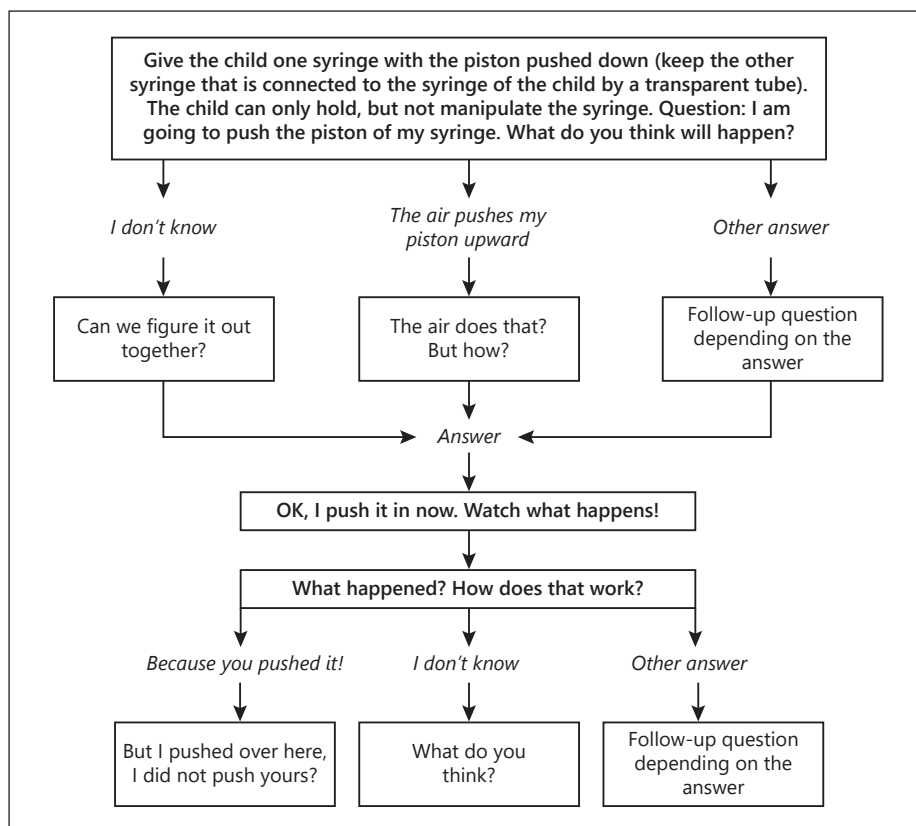 Give the child one syringe with the piston pushed down (keep the other
syringe that is connected to the syringe of the child by a transparent tube).
The child can only hold, but not manipulate the syringe. Question: I am
going to push the piston of my syringe. What do you think will happen?
I don't know
The air pushes my
piston upward
Other answer
Can we figure it out
together?
The air does that?
But how?
Follow-up question
depending on the
answer
Answer
OK, I push it in now. Watch what happens!
What happened? How does that work?
Because you pushed it!
I don't know
Other answer
But I pushed over here,
I did not push yours?
What do you
think?
Follow-up question
depending on the
answer